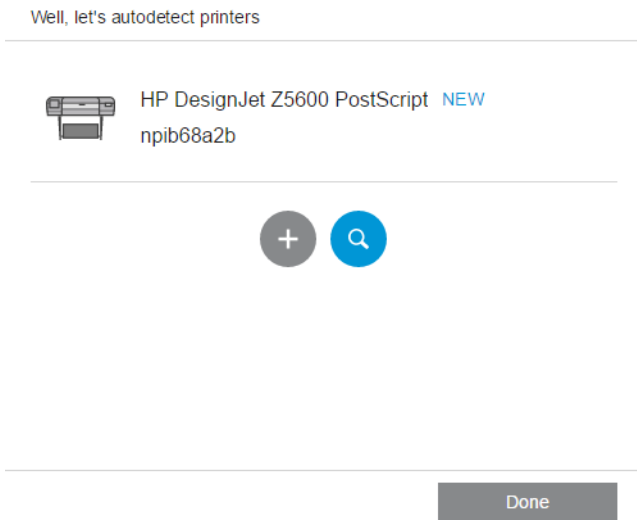 Well, let's autodetect printers
HP DesignJet Z5600 PostScript NEW
npib68a2b
Done